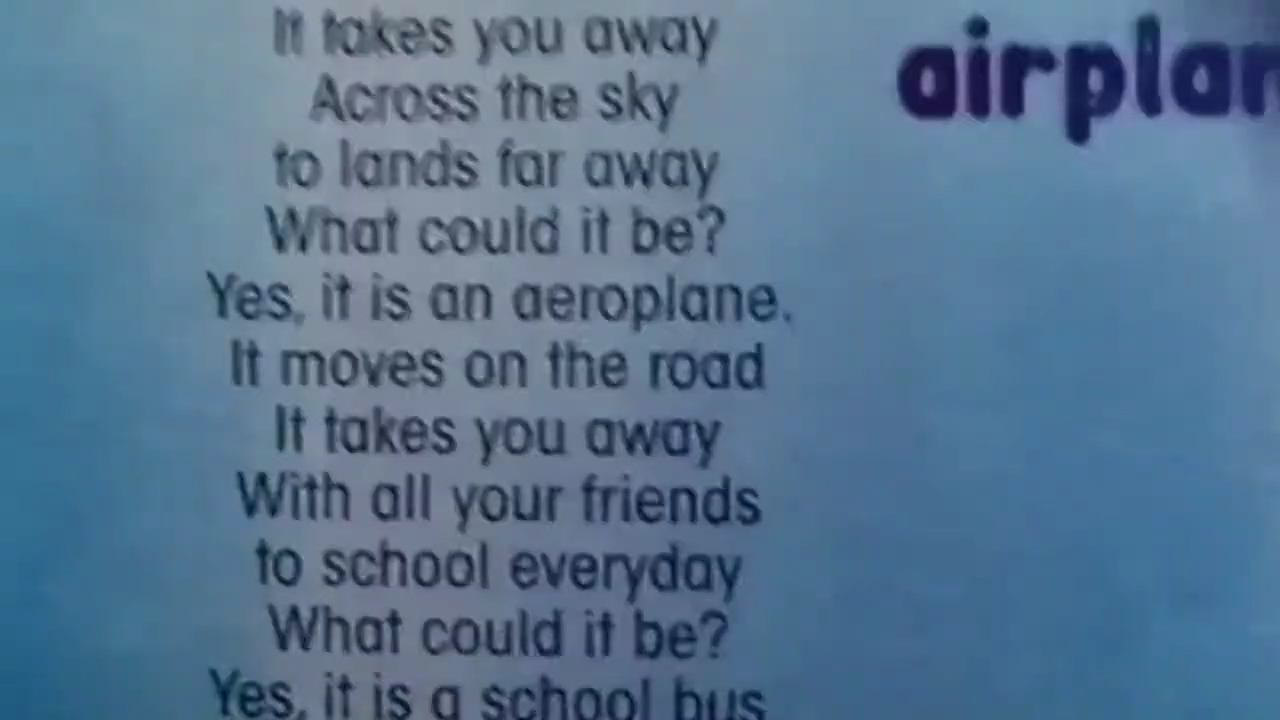 It takes you away
Across the sky
to lands far away
What could it be?
Yes, it is an aeroplane.
It moves on the road
It takes you away
With all your friends
to school everyday
What could it be?
Yes, it is a school bus
airplan